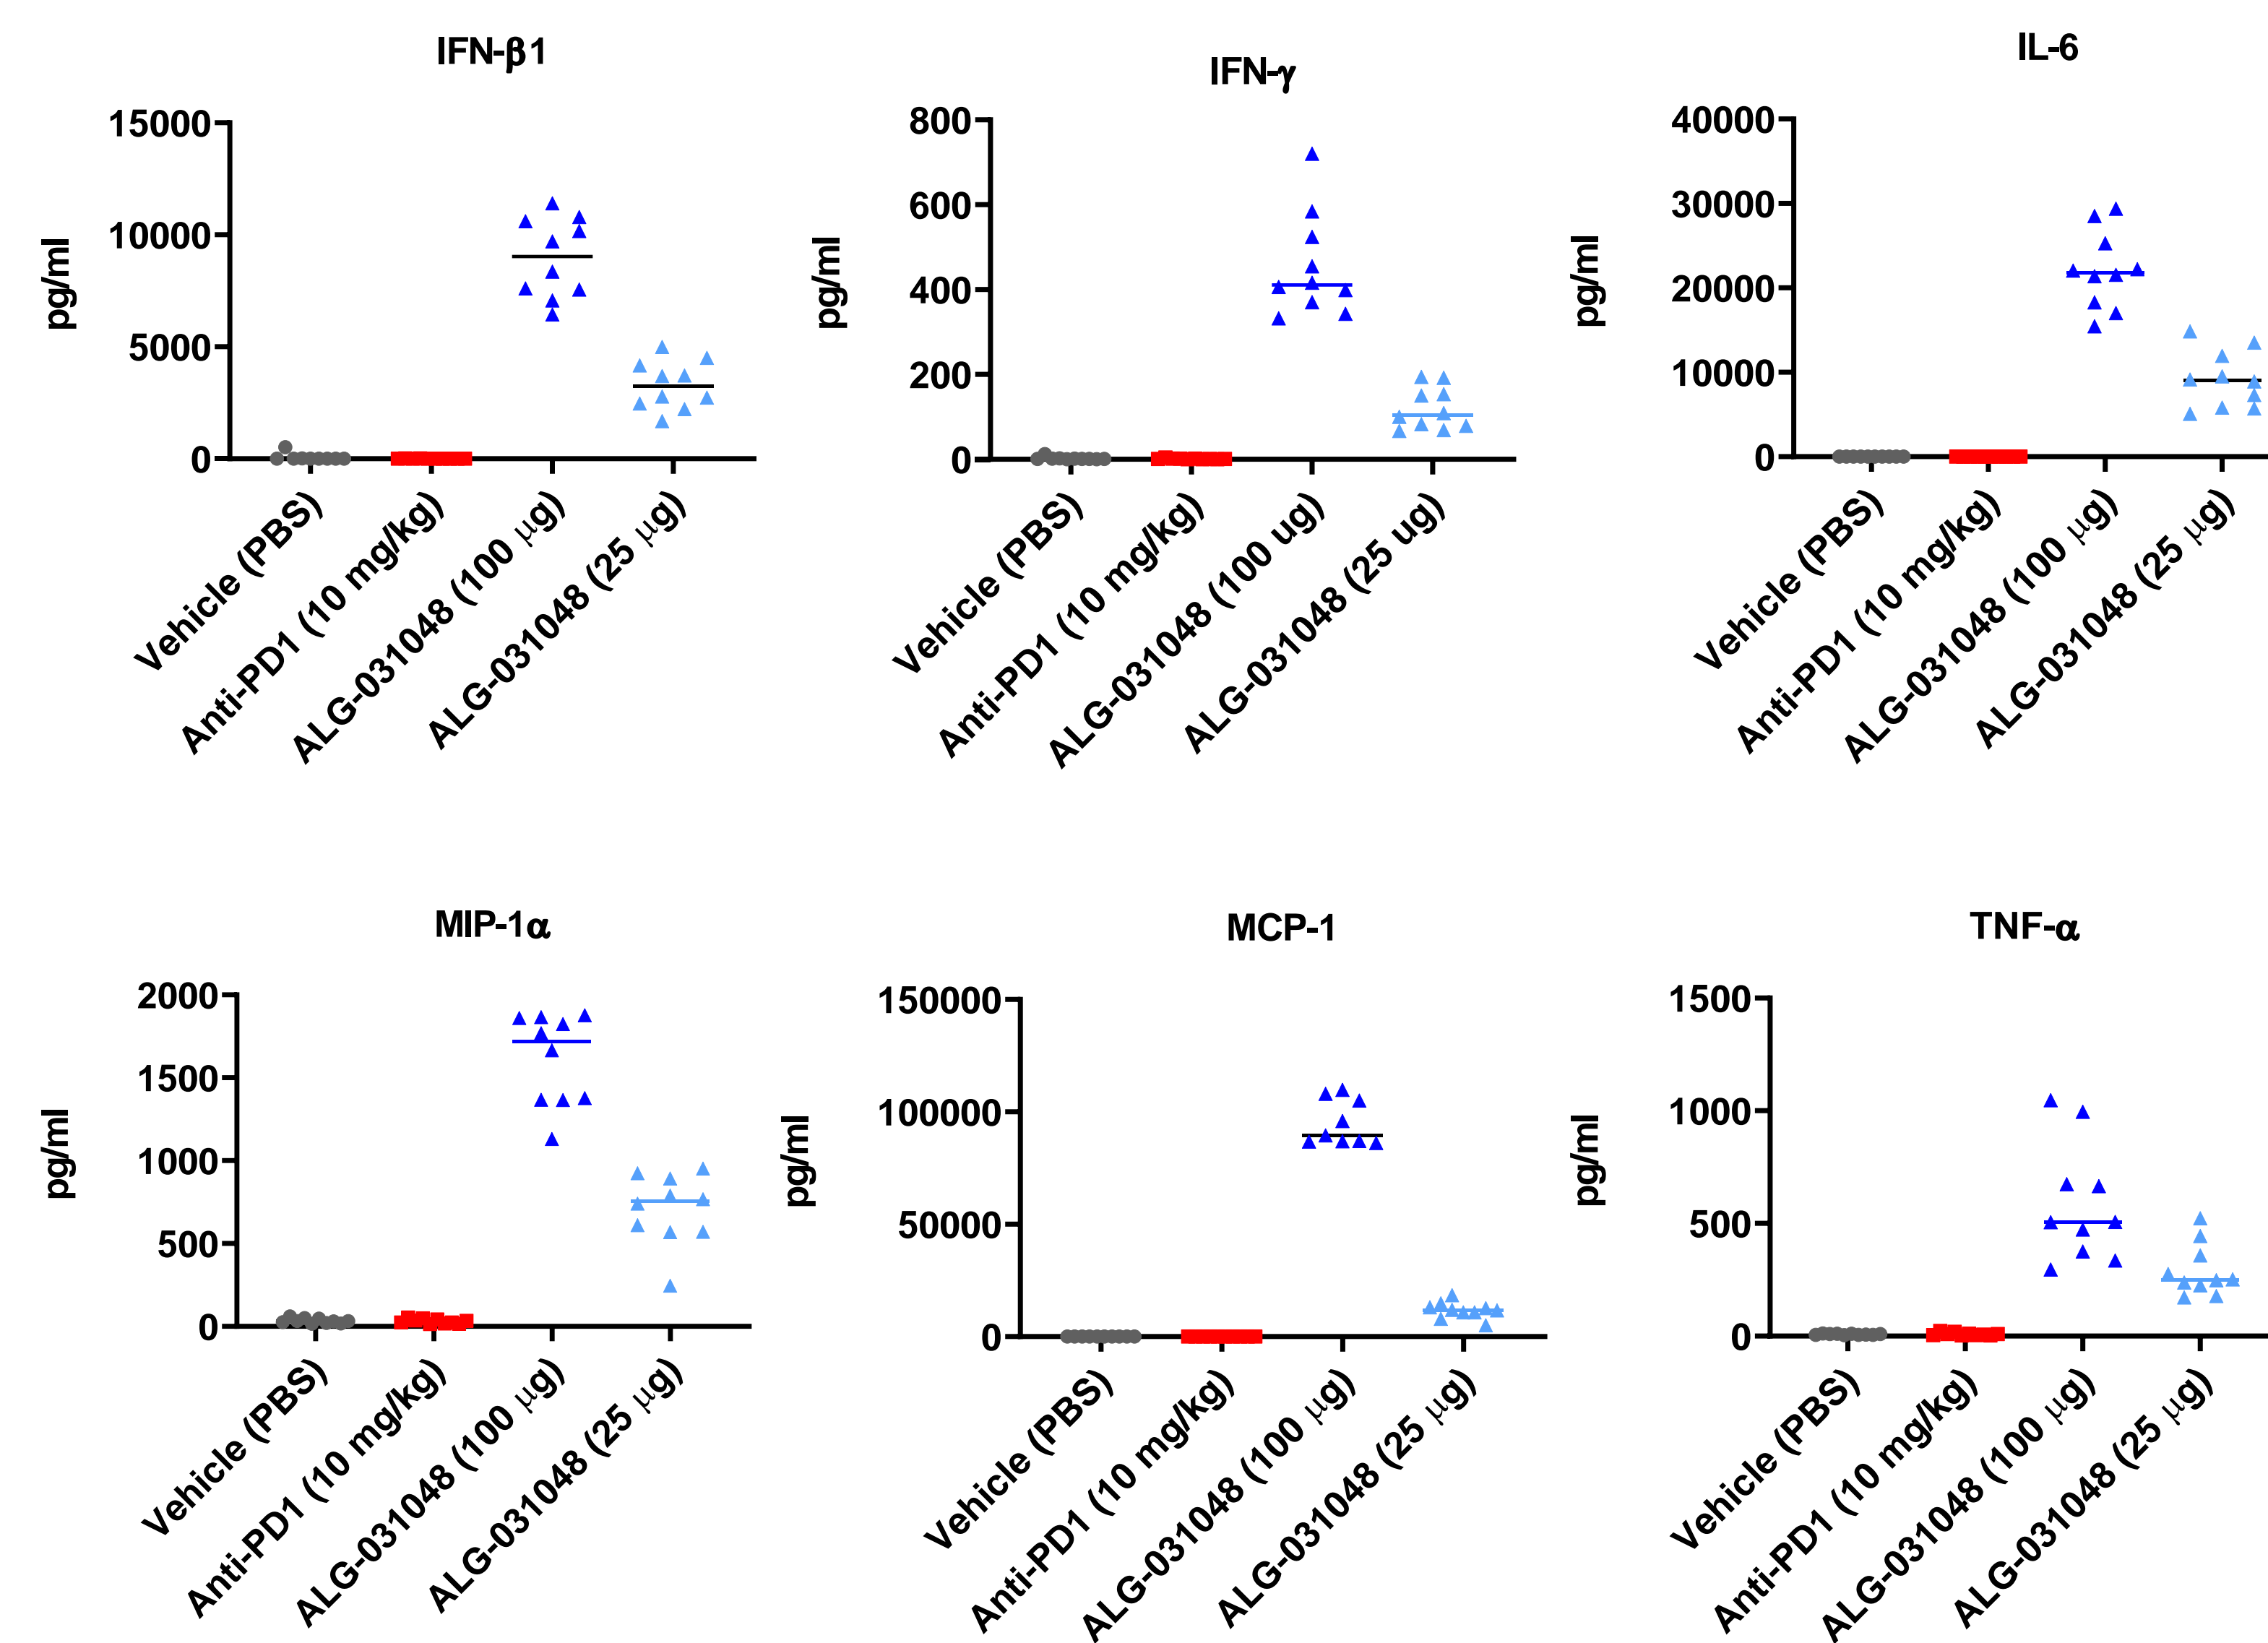 IFN-β1
pg/ml
15000
10000
5000
0
Vehicle (PBS)
Anti-PD1 (10 mg/kg)
ALG-031048 (100 μg)
ALG-031048 (25 μg)
IFN-γ
pg/ml
800
600
400
200
0
Vehicle (PBS)
Anti-PD1 (10 mg/kg)
ALG-031048 (100 ug)
ALG-031048 (25 ug)
IL-6
pg/ml
40000
30000
20000
10000
0
Vehicle (PBS)
Anti-PD1 (10 mg/kg)
ALG-031048 (100 μg)
ALG-031048 (25 μg)
MIP-1α
pg/ml
2000
1500
1000
500
0
Vehicle (PBS)
Anti-PD1 (10 mg/kg)
ALG-031048 (100 μg)
ALG-031048 (25 μg)
MCP-1
pg/ml
150000
100000
50000
0
Vehicle (PBS)
Anti-PD1 (10 mg/kg)
ALG-031048 (100 μg)
ALG-031048 (25 μg)
TNF-α
pg/ml
1500
1000
500
0
Vehicle (PBS)
Anti-PD1 (10 mg/kg)
ALG-031048 (100 μg)
ALG-031048 (25 μg)